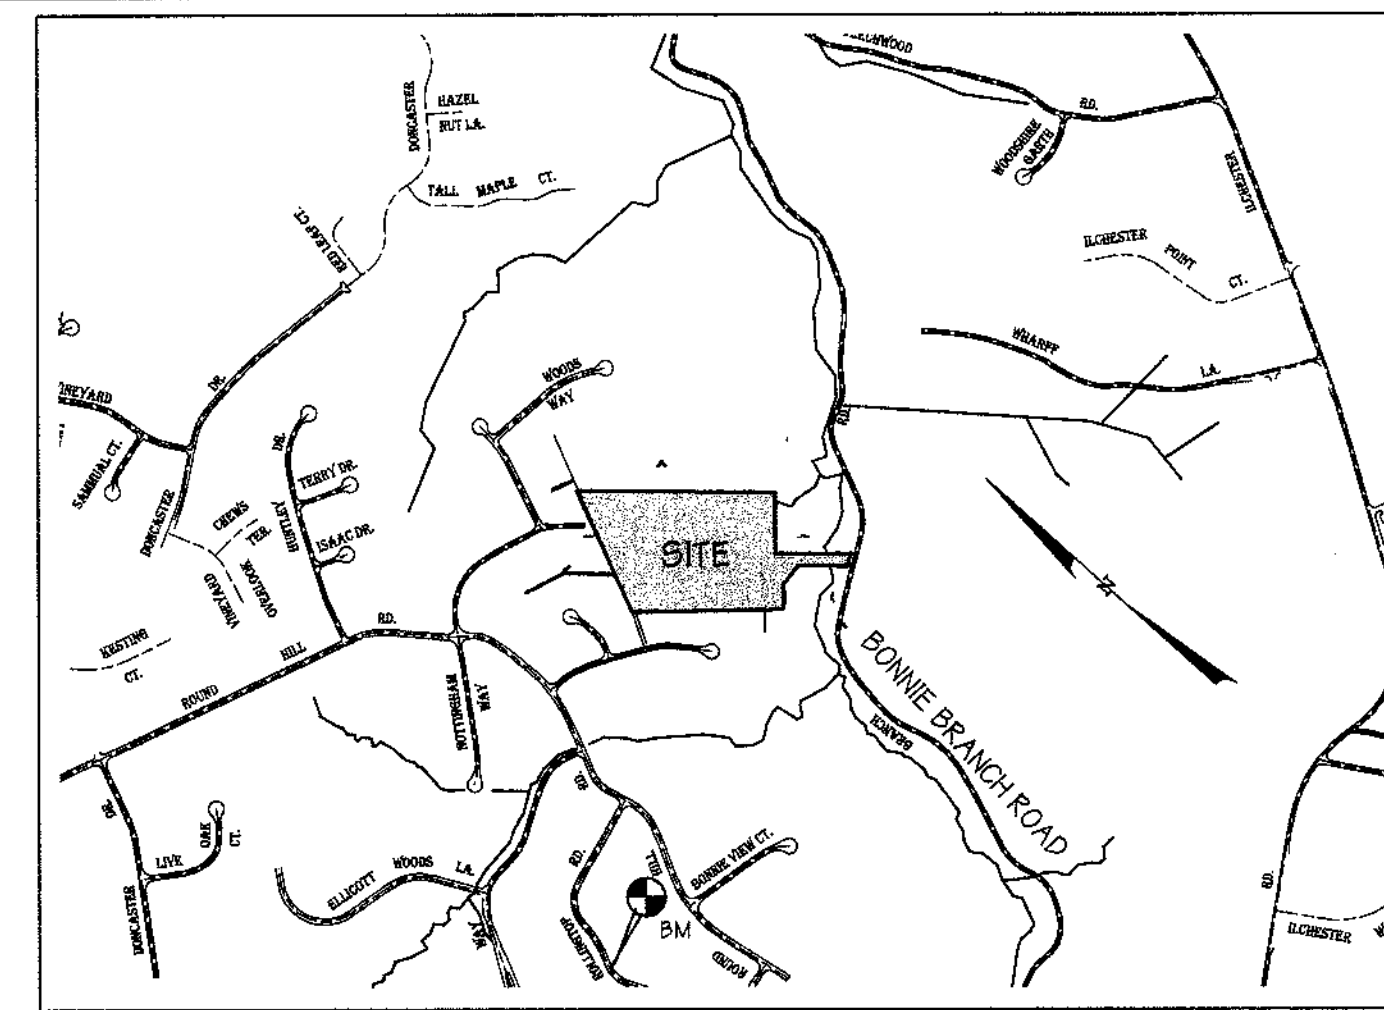 RD.
DONCASTER
HAZEL
NUT LA.
WOODSHIRE
GARTH
TALL MAPLE CT.
ILCHESTER
RED LEAF CT.
ILCHESTER
POINT
CT.
DR.
WHARFF
LA.
WOODS
WAY
SAMMUAL CT.
DR.
TERRY DR.
RD.
DONCASTER
CHEWS
TER.
HUNTLEY
ISAAC DR.
SITE
N
VINEYARD
OVERLOOK
KESTING
CT.
ROUND
HILL
RD.
NOTTINGHAM
WAY
BONNIE BRANCH ROAD
BRANCH
DR.
LIVE
OAK
CT.
DONCASTER
ELLICOTT
WOODS
LA.
WAY
RD.
RD.
HILL
BONNIE VIEW CT.
ROLLINGTOP
BM
ROUND
RD.
ILCHESTER